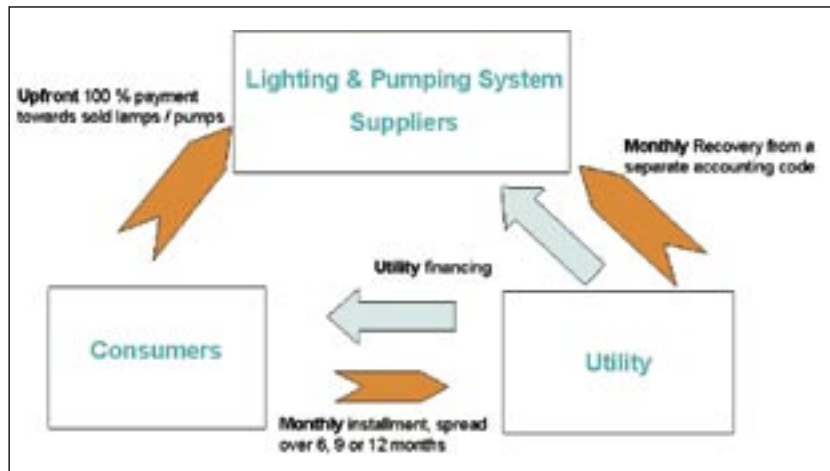 Lighting & Pumping System
Suppliers
Upfront 100 % payment
towards sold lamps / pumps
Monthly Recovery from a
separate accounting code
Utility financing
Consumers
Utility
Monthly installment, spread
over 6, 9 or 12 months